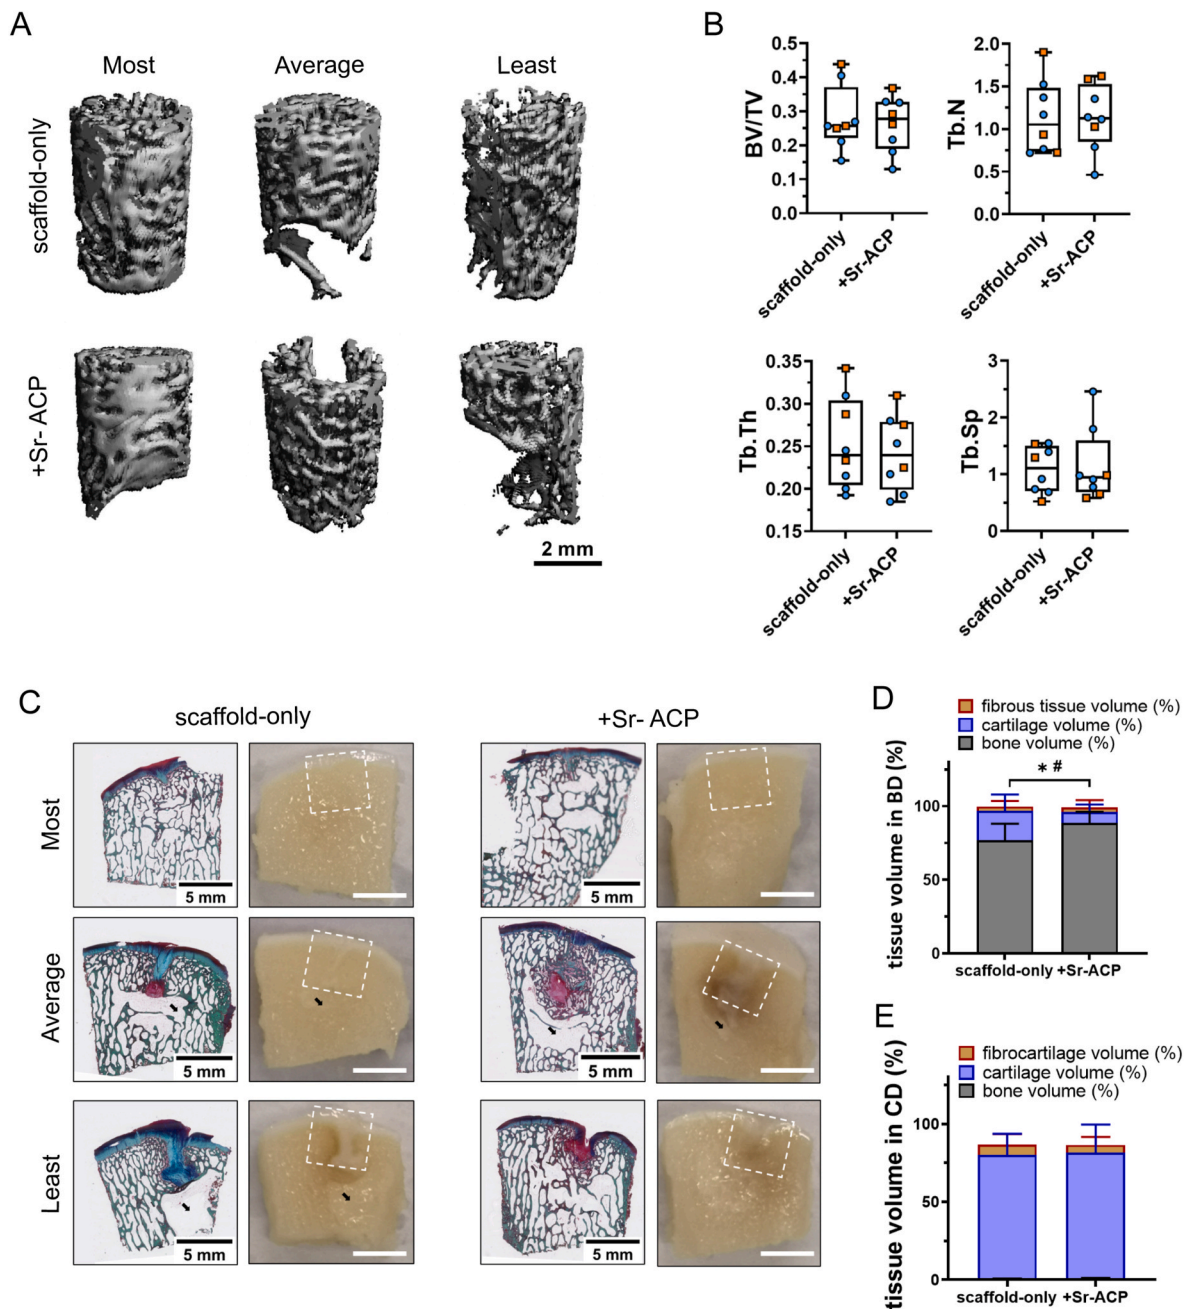 A
Most
Average
Least
scaffold-only
+Sr- ACP
2 mm
B
BV/TV
0.5
0.4
0.3
0.2
0.1
0.0
scaffold-only
+Sr-ACP
Tb.N
2.0
1.5
1.0
0.5
0.0
scaffold-only
+Sr-ACP
Tb.Th
0.35
0.30
0.25
0.20
0.15
scaffold-only
+Sr-ACP
Tb.Sp
3
2
1
0
scaffold-only
+Sr-ACP
C
scaffold-only
+Sr- ACP
Most
5 mm
5 mm
Average
5 mm
5 mm
Least
5 mm
5 mm
D
fibrous tissue volume (%)
cartilage volume (%)
bone volume (%)
tissue volume in BD (%)
* #
100
50
0
scaffold-only +Sr-ACP
E
fibrocartilage volume (%)
cartilage volume (%)
bone volume (%)
tissue volume in CD (%)
100
50
0
scaffold-only +Sr-ACP